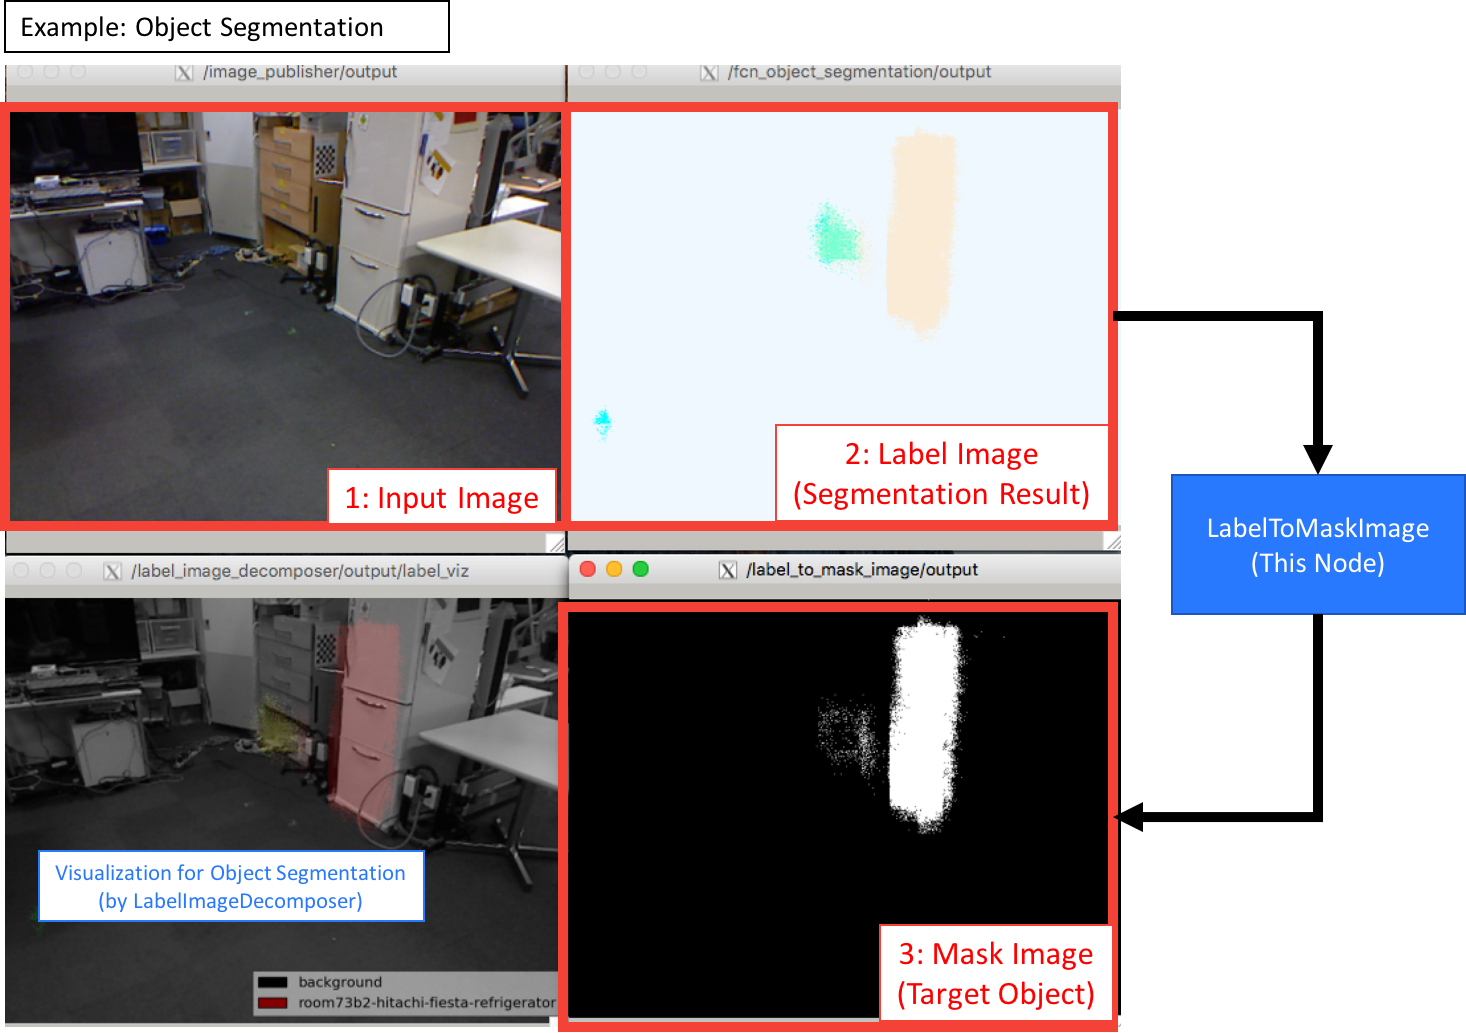 Example: Object Segmentation
/image_publisher/output
/fcn_object_segmentation/output
1: Input Image
2: Label Image
(Segmentation Result)
LabelToMaskImage
(This Node)
/label_image_decomposer/output/label_viz
/label_to_mask_image/output
Visualization for Object Segmentation
(by LabelImageDecomposer)
background
room73b2-hitachi-fiesta-refrigerator
3: Mask Image
(Target Object)